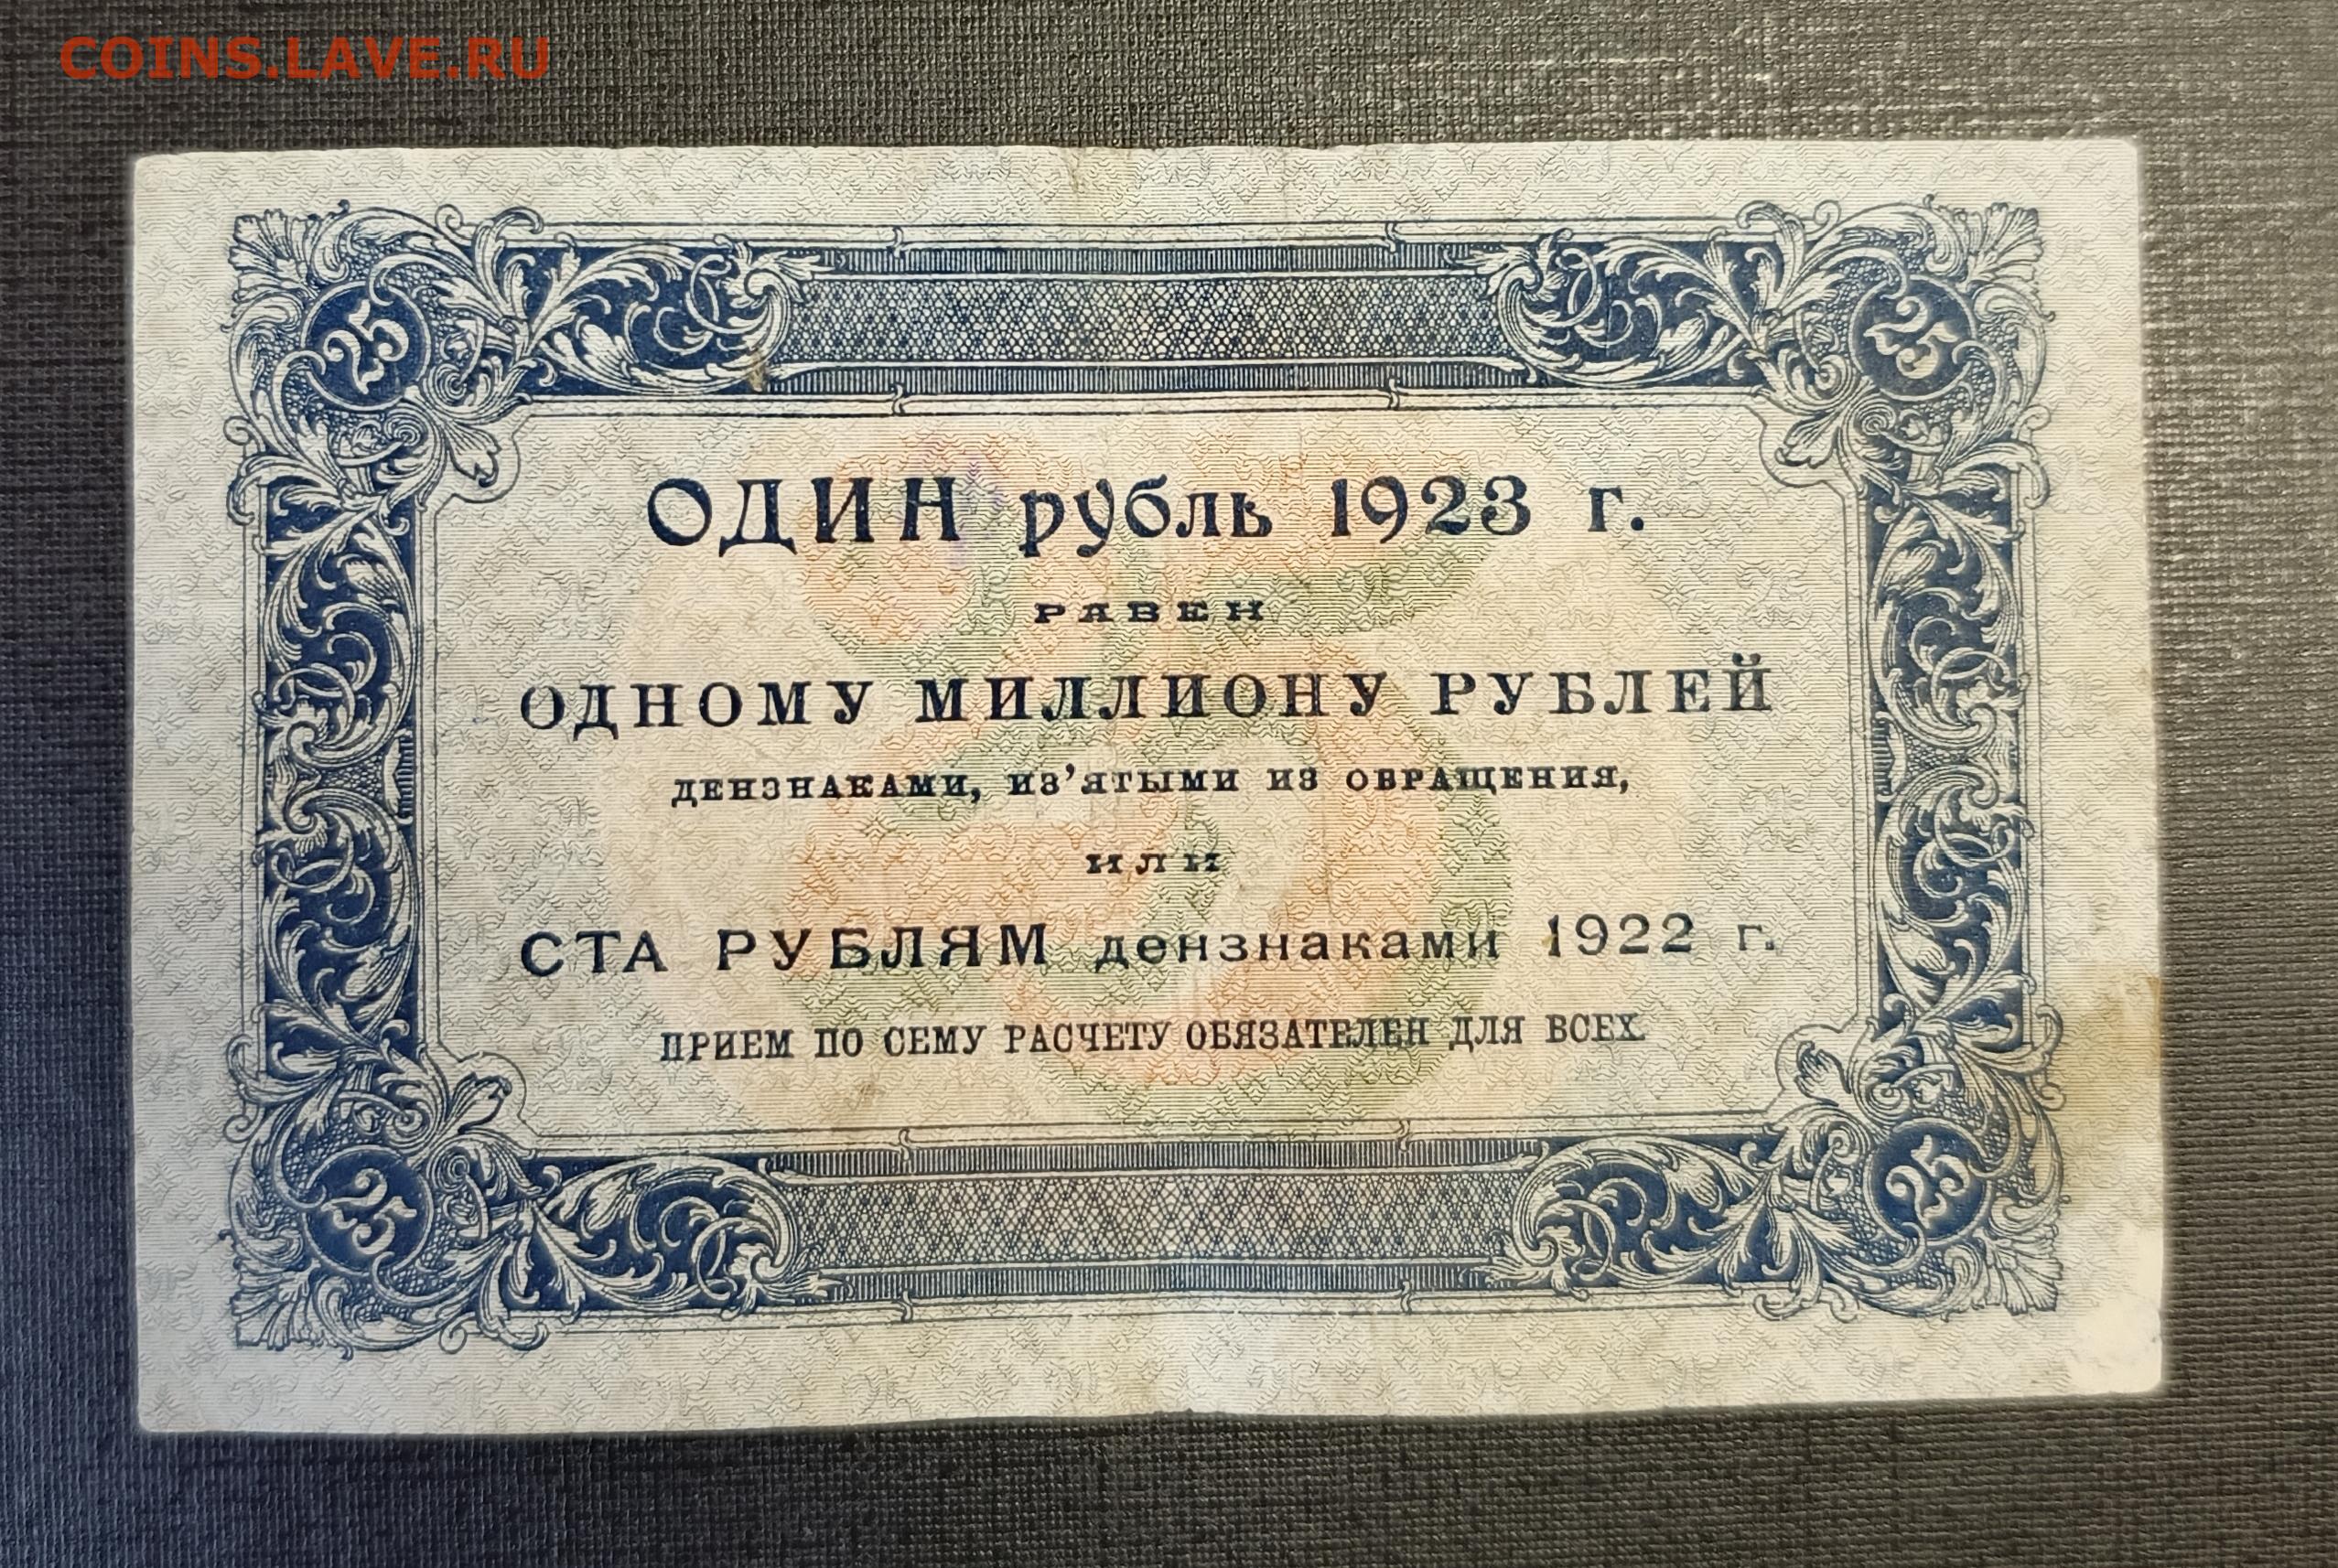 COINS.LAVE.RU
25 25
ОДИН рубль 1923 г.
РАВЕН
ОДНОМУ МИЛЛИОНУ РУБЛЕЙ
ДЕНЗНАКАМИ, ИЗ’ЯТЫМИ ИЗ ОБРАЩЕНИЯ,
ИЛИ
СТА РУБЛЯМ дензнаками 1922 г.
ПРИЕМ ПО СЕМУ РАСЧЕТУ ОБЯЗАТЕЛЕН ДЛЯ ВСЕХ
25 25